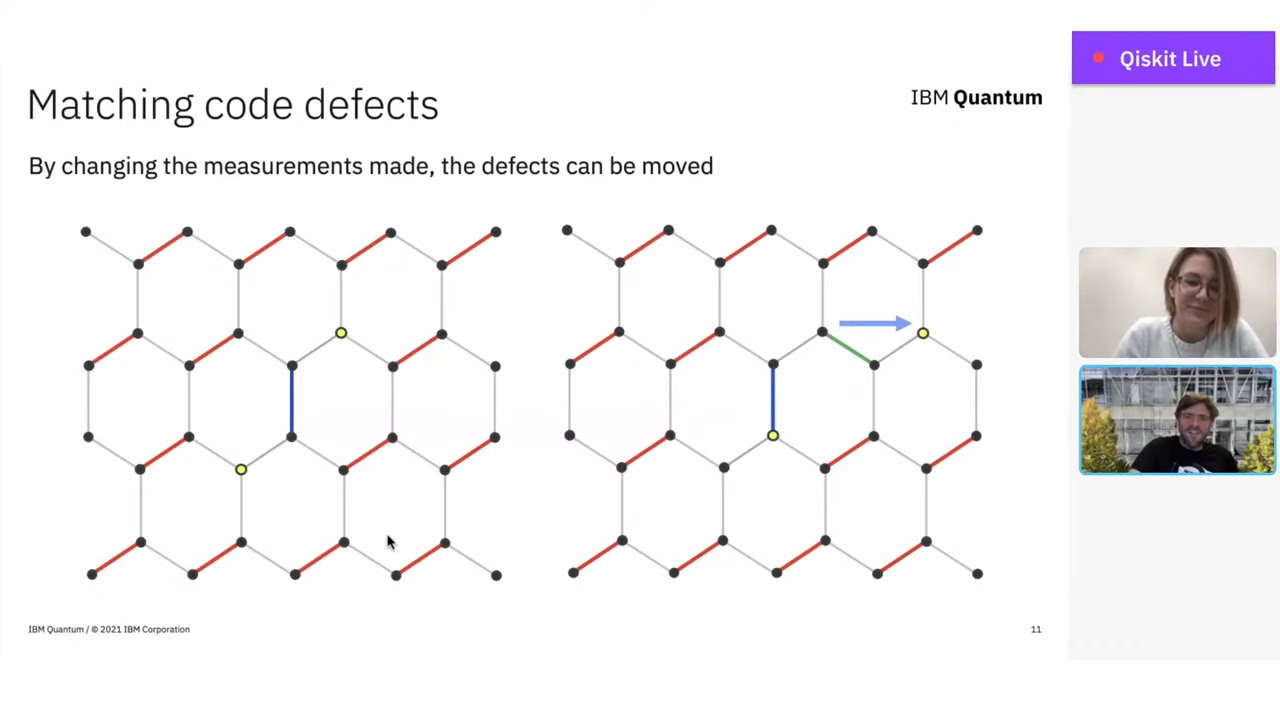 Qiskit Live
Matching code defects
IBM Quantum
By changing the measurements made, the defects can be moved
IBM Quantum / © 2021 IBM Corporation
11